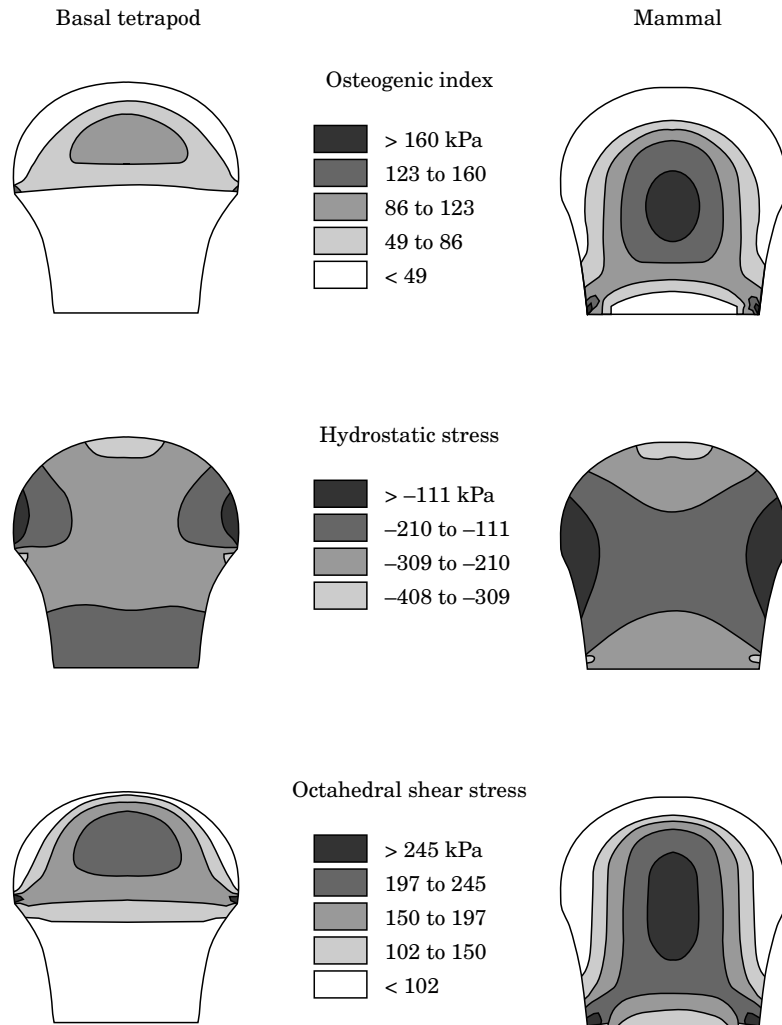 Basal tetrapod
Mammal
Osteogenic index
> 160 kPa
123 to 160
86 to 123
49 to 86
< 49
Hydrostatic stress
> –111 kPa
–210 to –111
–309 to –210
–408 to –309
Octahedral shear stress
> 245 kPa
197 to 245
150 to 197
102 to 150
< 102